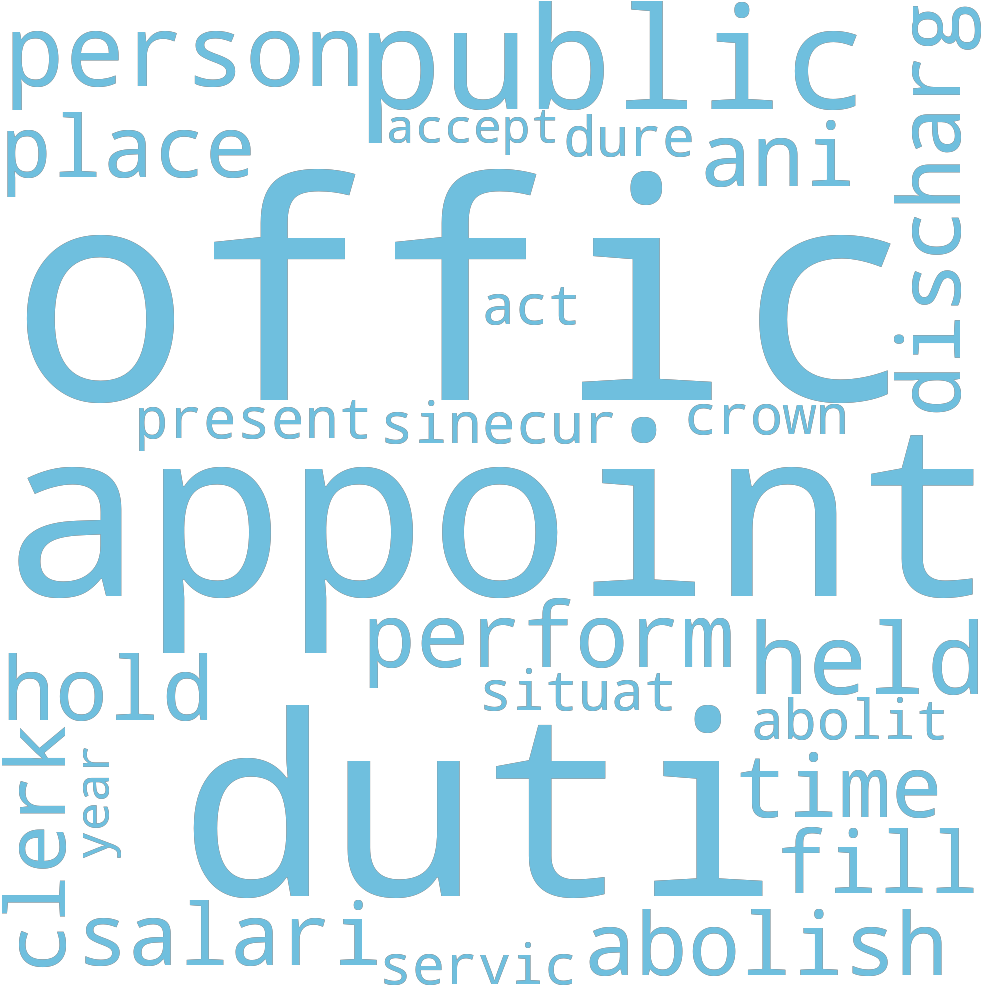 person
public
discharg
place
accept
dure
ani
offic
act
present
sinecur
crown
appoint
perform
held
hold
situat
abolit
duti
clerk
year
time
fill
salari
servic
abolish